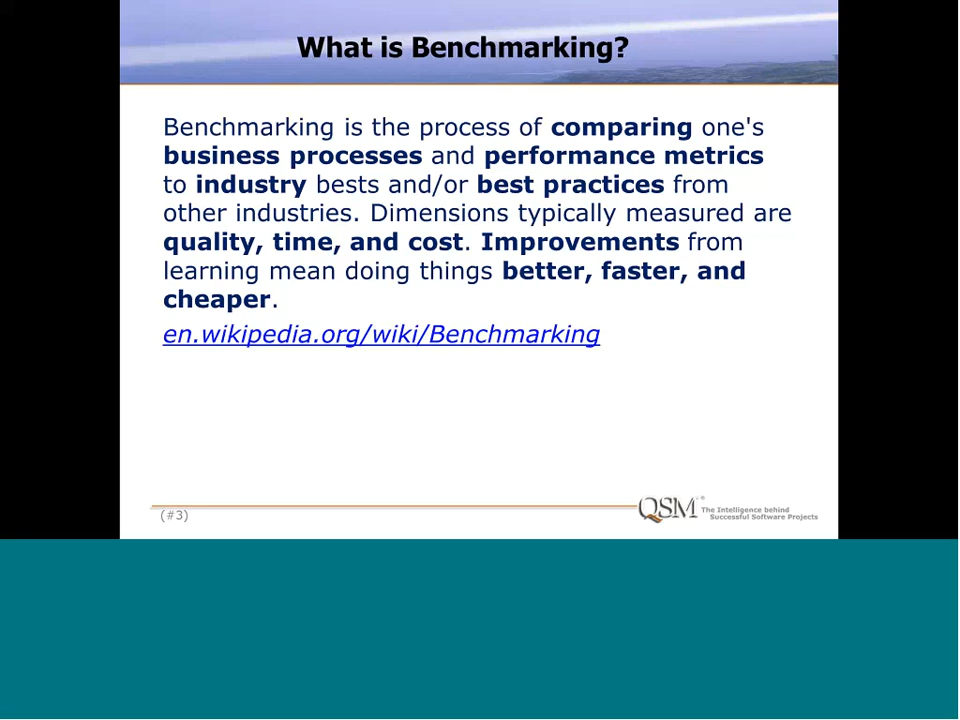 What is Benchmarking?
Benchmarking is the process of comparing one's
business processes and performance metrics
to industry bests and/or best practices from
other industries. Dimensions typically measured are
quality, time, and cost. Improvements from
learning mean doing things better, faster, and
cheaper.
en.wikipedia.org/wiki/Benchmarking
(#3)
QSM®
The Intelligence behind
Successful Software Projects